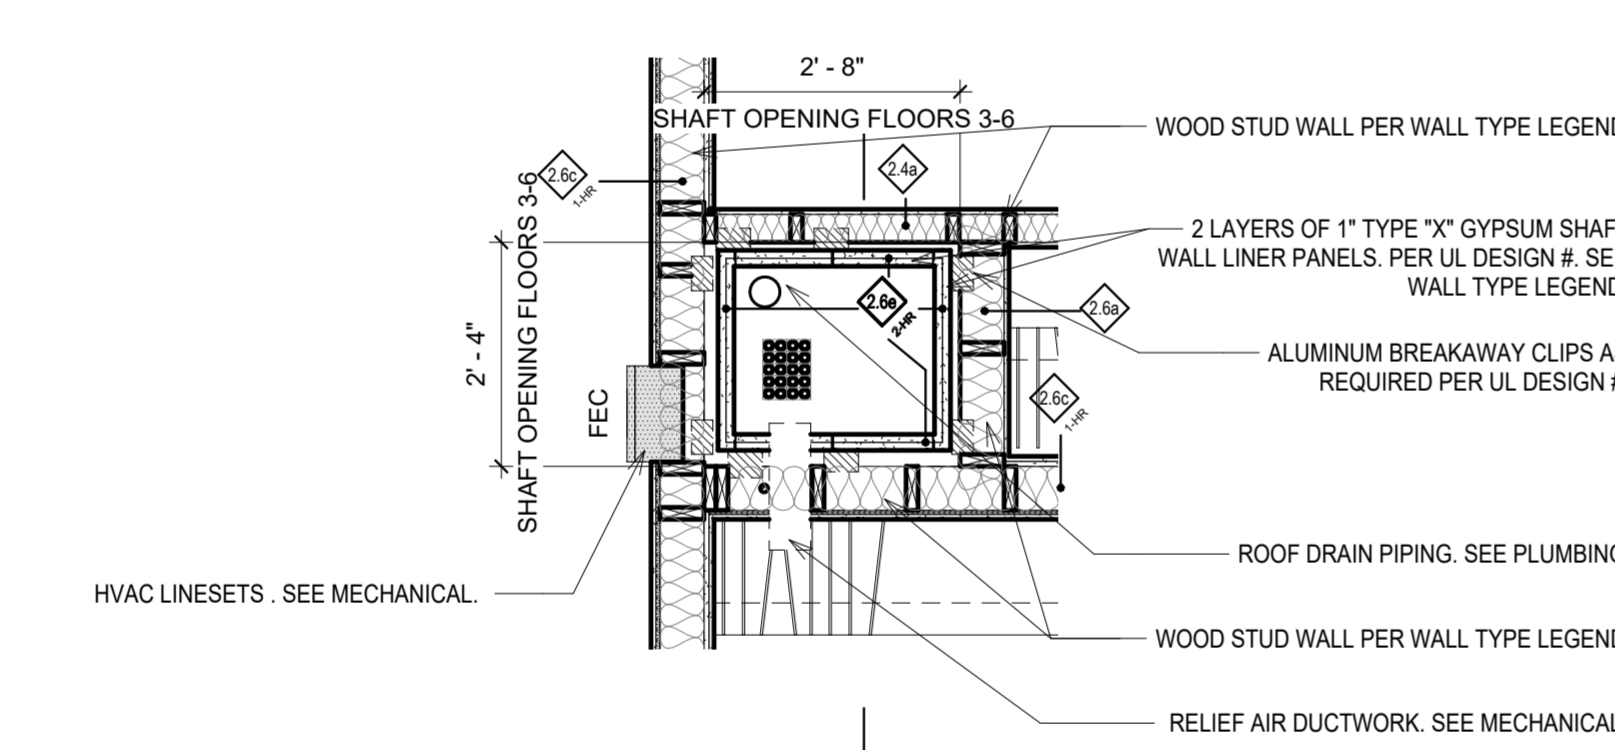 2' - 8"
SHAFT OPENING FLOORS 3-6
WOOD STUD WALL PER WALL TYPE LEGEND
2.6c
1-HR
2.4a
2 LAYERS OF 1" TYPE "X" GYPSUM SHAF
WALL LINER PANELS. PER UL DESIGN #. SE
WALL TYPE LEGEND
2' - 4"
SHAFT OPENING FLOORS 3-6
2.6e
2-HR
2.6a
ALUMINUM BREAKAWAY CLIPS A
REQUIRED PER UL DESIGN #
FEC
2.6c
1-HR
ROOF DRAIN PIPING. SEE PLUMBING
HVAC LINESETS . SEE MECHANICAL.
WOOD STUD WALL PER WALL TYPE LEGEND
RELIEF AIR DUCTWORK. SEE MECHANICAL